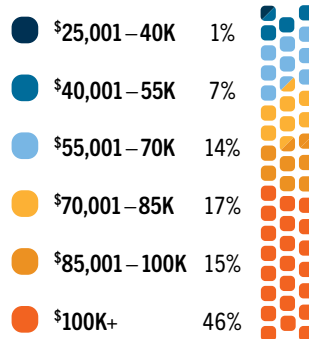 $25,001–40K 1%
$40,001–55K 7%
$55,001–70K 14%
$70,001–85K 17%
$85,001–100K 15%
$100K+ 46%